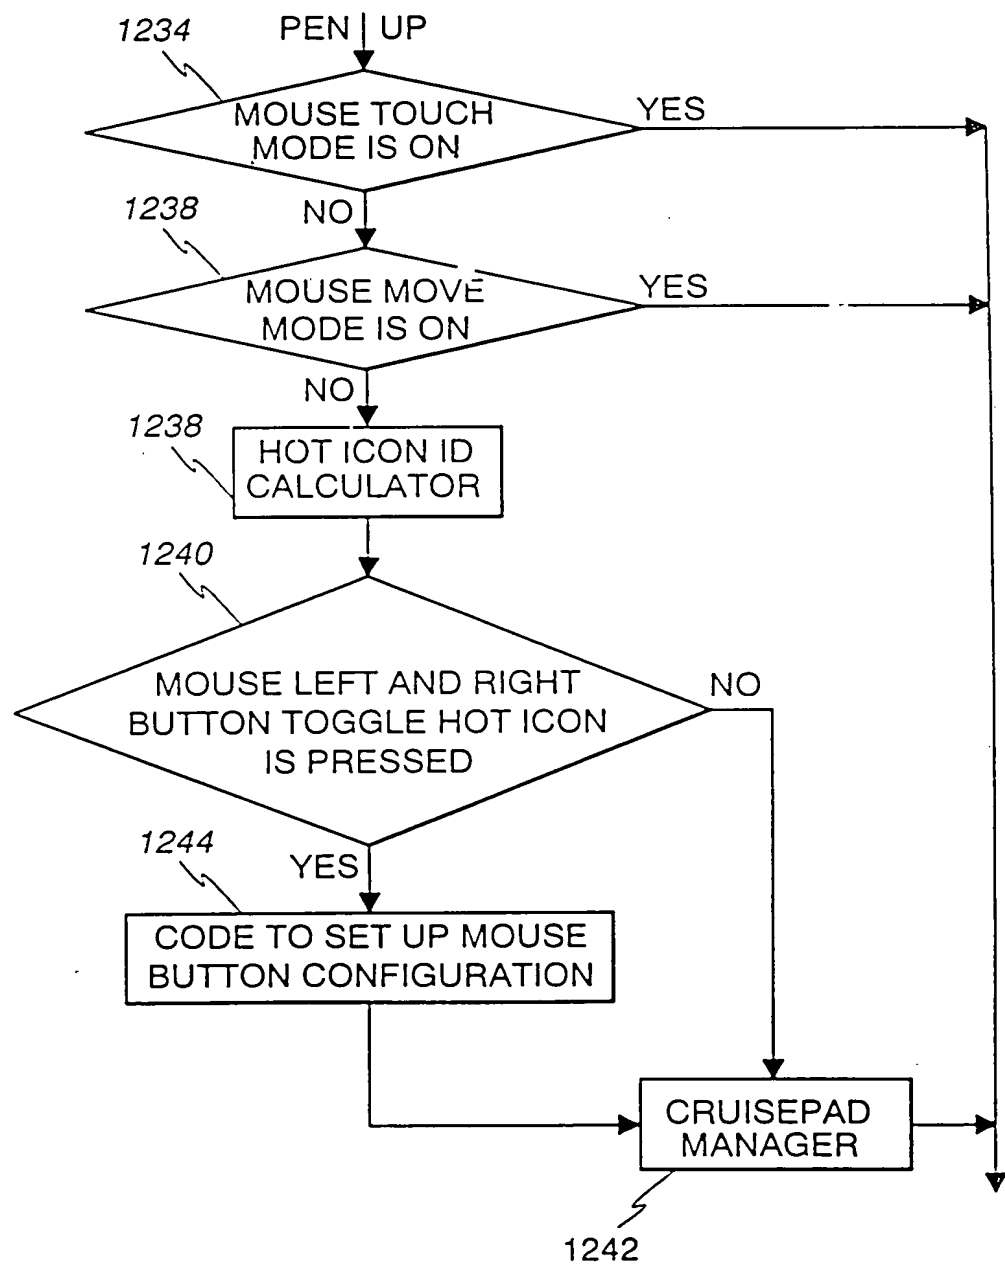 1234
PEN UP
MOUSE TOUCH
MODE IS ON
YES
NO
1238
MOUSE MOVE
MODE IS ON
YES
NO
1238
HOT ICON ID
CALCULATOR
1240
MOUSE LEFT AND RIGHT
BUTTON TOGGLE HOT ICON
IS PRESSED
NO
1244
YES
CODE TO SET UP MOUSE
BUTTON CONFIGURATION
CRUISEPAD
MANAGER
1242